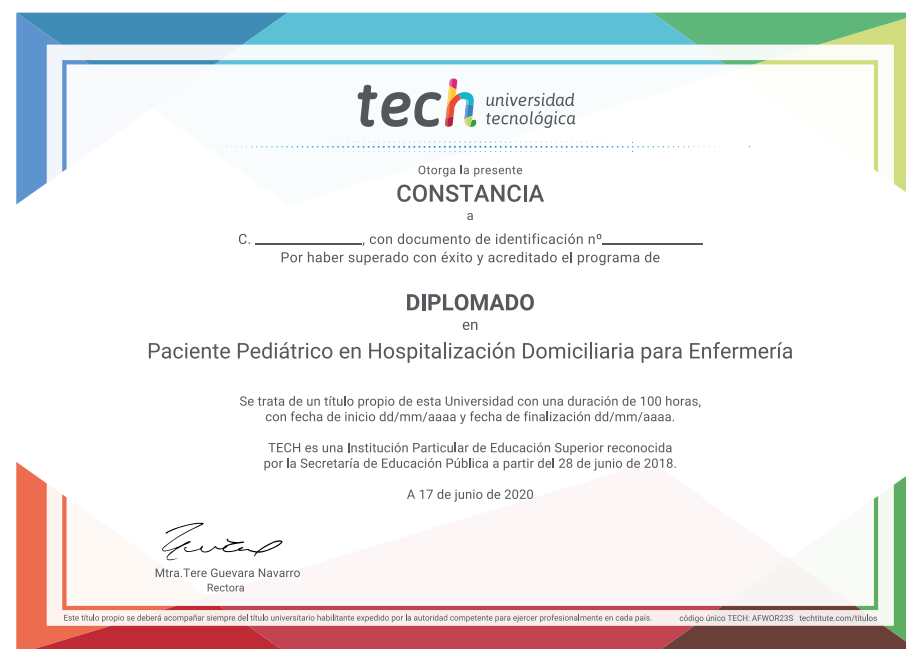 tech universidad
tecnológica
Otorga la presente
CONSTANCIA
a
C. ____________, con documento de identificación nº____________
Por haber superado con éxito y acreditado el programa de
DIPLOMADO
en
Paciente Pediátrico en Hospitalización Domiciliaria para Enfermería
Se trata de un título propio de esta Universidad con una duración de 100 horas,
con fecha de inicio dd/mm/aaaa y fecha de finalización dd/mm/aaaa.
TECH es una Institución Particular de Educación Superior reconocida
por la Secretaría de Educación Pública a partir del 28 de junio de 2018.
A 17 de junio de 2020
Mtra.Tere Guevara Navarro
Rectora
Este título propio se deberá acompañar siempre del título universitario habilitante expedido por la autoridad competente para ejercer profesionalmente en cada país. código único TECH: AFWOR23S techtitute.com/titulos